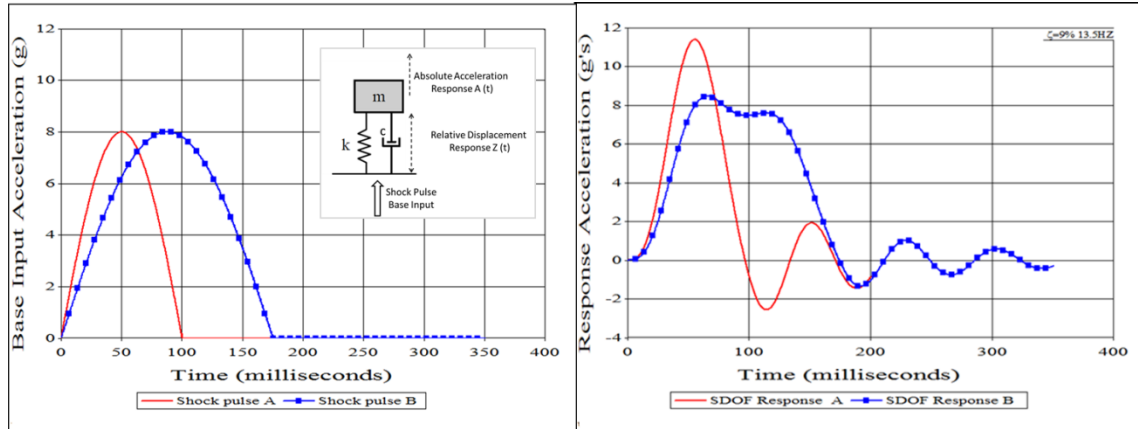 Base Input Acceleration (g)
12
10
8
6
4
2
0
0 50 100 150 200 250 300 350 400
Time (milliseconds)
Shock pulse A Shock pulse B
Absolute Acceleration
Response A (t)
m
k
c
Relative Displacement
Response Z (t)
Shock Pulse
Base Input
Response Acceleration (g's)
12
10
8
6
4
2
0
-2
-4
ζ=9% 13.5HZ
0 100 200 300 400
Time (milliseconds)
SDOF Response A SDOF Response B